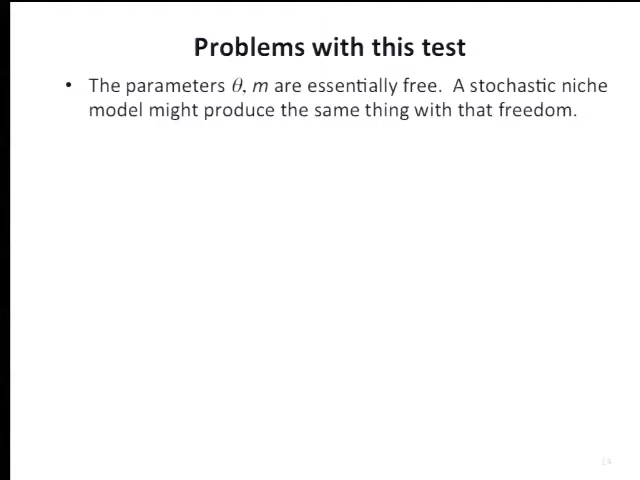 Problems with this test
• The parameters θ, m are essentially free. A stochastic niche
model might produce the same thing with that freedom.
14